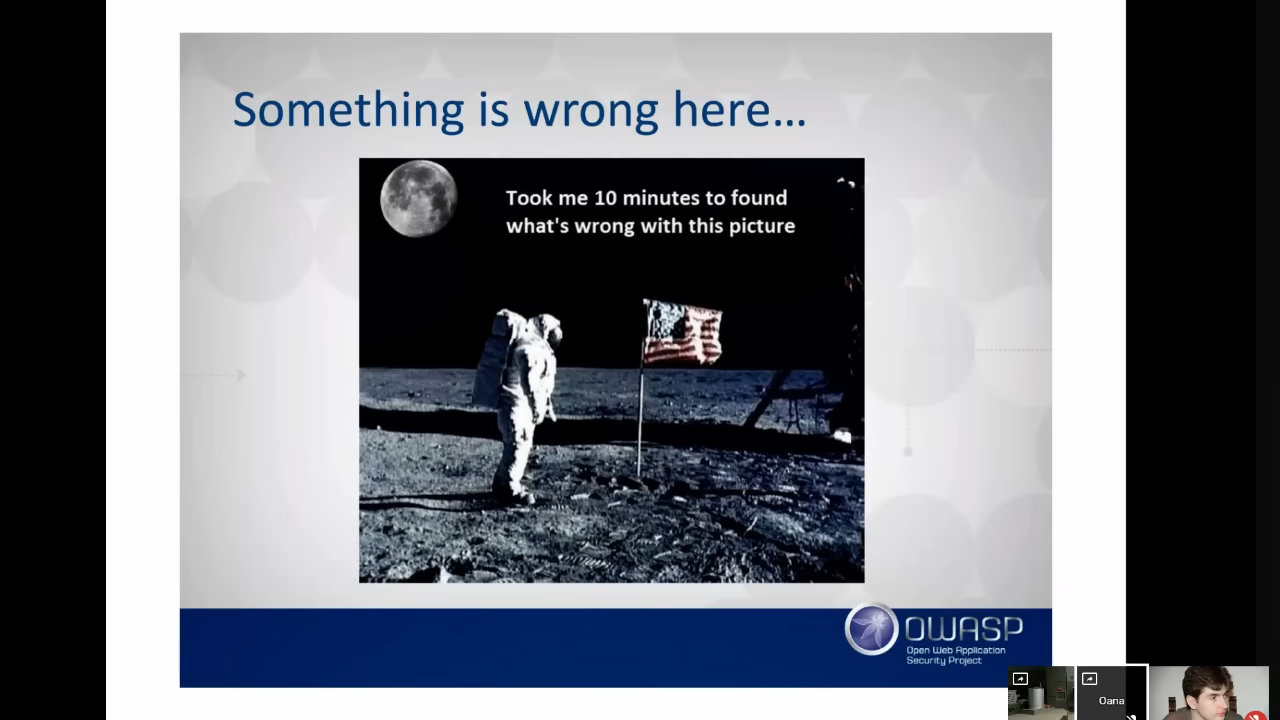 Something is wrong here...
Took me 10 minutes to found
what's wrong with this picture
OWASP
Open Web Application
Security Project
Oana